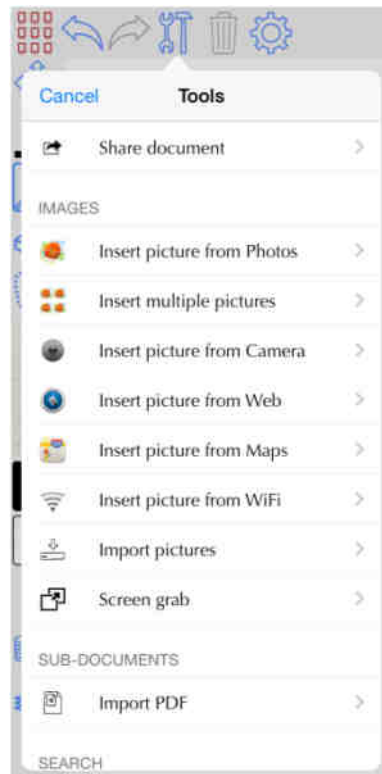 Cancel Tools
Share document
IMAGES
Insert picture from Photos
Insert multiple pictures
Insert picture from Camera
Insert picture from Web
Insert picture from Maps
Insert picture from WiFi
Import pictures
Screen grab
SUB-DOCUMENTS
Import PDF
SEARCH